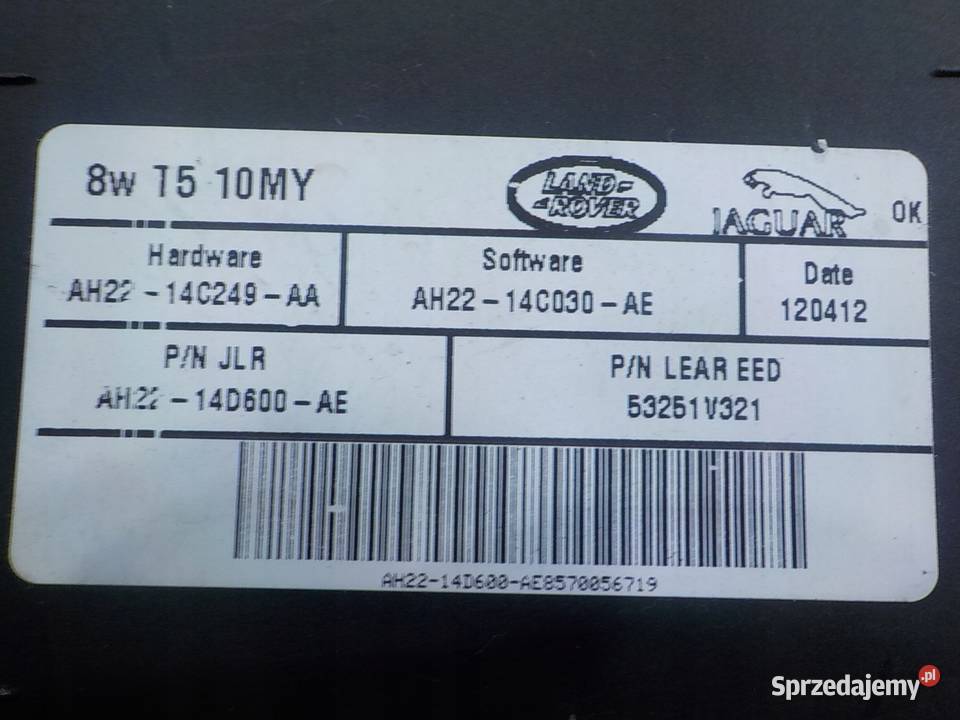 8w T5 10MY
LAND-
-ROVER
JAGUAR
OK
Hardware
AH22-14C249-AA
Software
AH22-14C030-AE
Date
120412
P/N JLR
AH22-14D600-AE
P/N LEAR EED
53251V321
AH22-14D600-AE8570056719
Sprzedajemy.pl